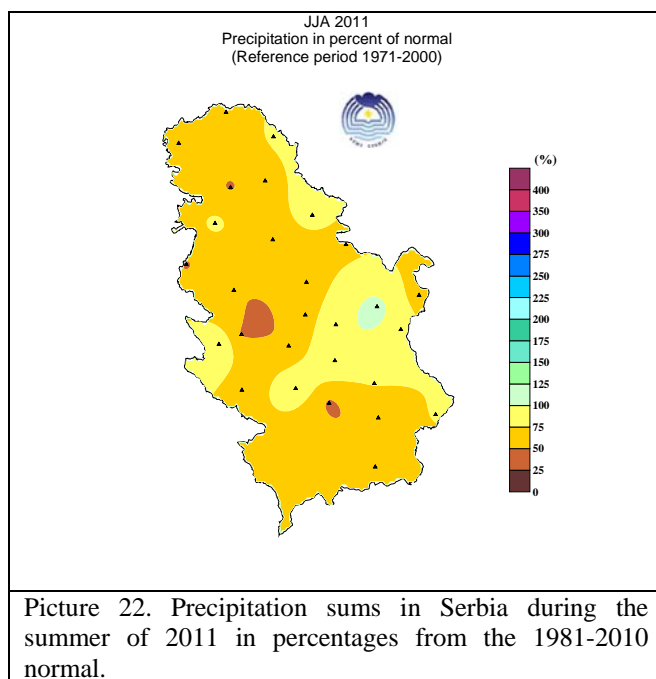 JJA 2011
Precipitation in percent of normal
(Reference period 1971-2000)
(%)
400
350
300
250
225
200
175
150
125
100
75
50
25
0
Picture 22. Precipitation sums in Serbia during the
summer of 2011 in percentages from the 1981-2010
normal.